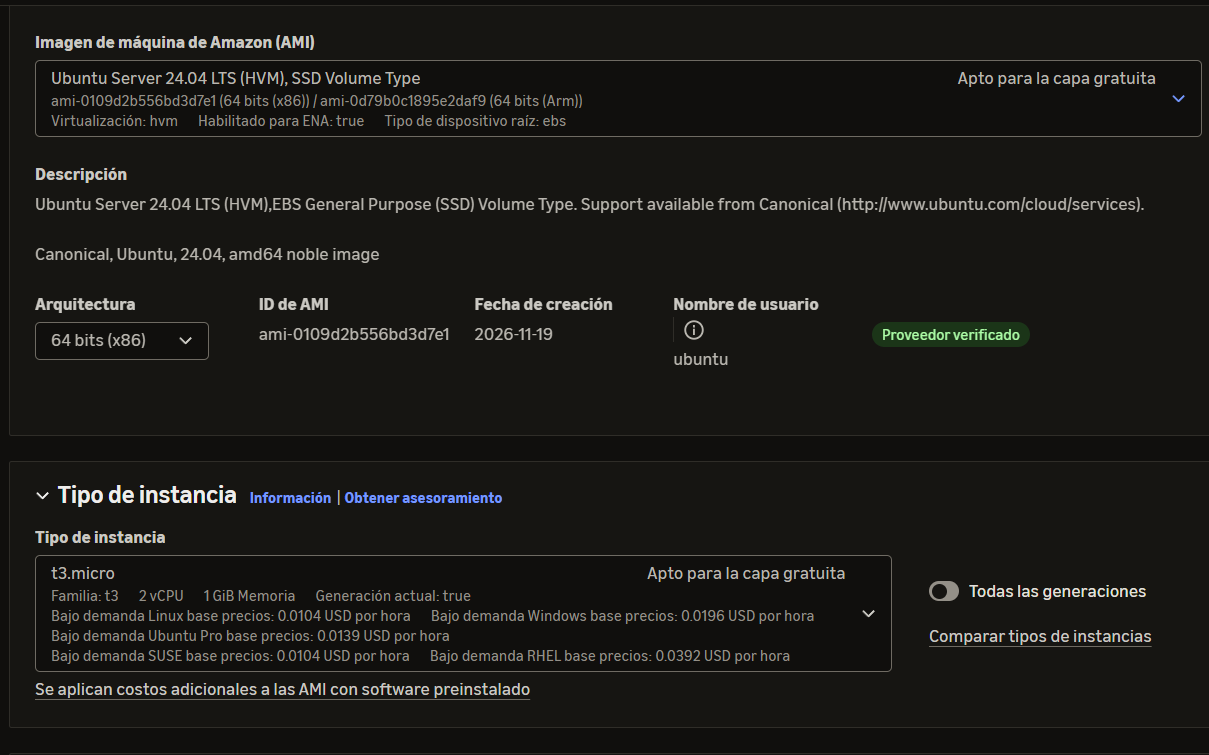 Imagen de máquina de Amazon (AMI)
Ubuntu Server 24.04 LTS (HVM), SSD Volume Type
Apto para la capa gratuita
ami-0109d2b556bd3d7e1 (64 bits (x86)) / ami-0d79b0c1895e2daf9 (64 bits (Arm))
Virtualización: hvm Habilitado para ENA: true Tipo de dispositivo raíz: ebs
Descripción
Ubuntu Server 24.04 LTS (HVM),EBS General Purpose (SSD) Volume Type. Support available from Canonical (http://www.ubuntu.com/cloud/services).
Canonical, Ubuntu, 24.04, amd64 noble image
Arquitectura ID de AMI Fecha de creación Nombre de usuario
64 bits (x86) ami-0109d2b556bd3d7e1 2026-11-19
ubuntu
Proveedor verificado
Tipo de instancia Información | Obtener asesoramiento
Tipo de instancia
t3.micro Apto para la capa gratuita
Familia: t3 2 vCPU 1 GiB Memoria Generación actual: true
Bajo demanda Linux base precios: 0.0104 USD por hora Bajo demanda Windows base precios: 0.0196 USD por hora
Bajo demanda Ubuntu Pro base precios: 0.0139 USD por hora
Bajo demanda SUSE base precios: 0.0104 USD por hora Bajo demanda RHEL base precios: 0.0392 USD por hora
Todas las generaciones
Comparar tipos de instancias
Se aplican costos adicionales a las AMI con software preinstalado